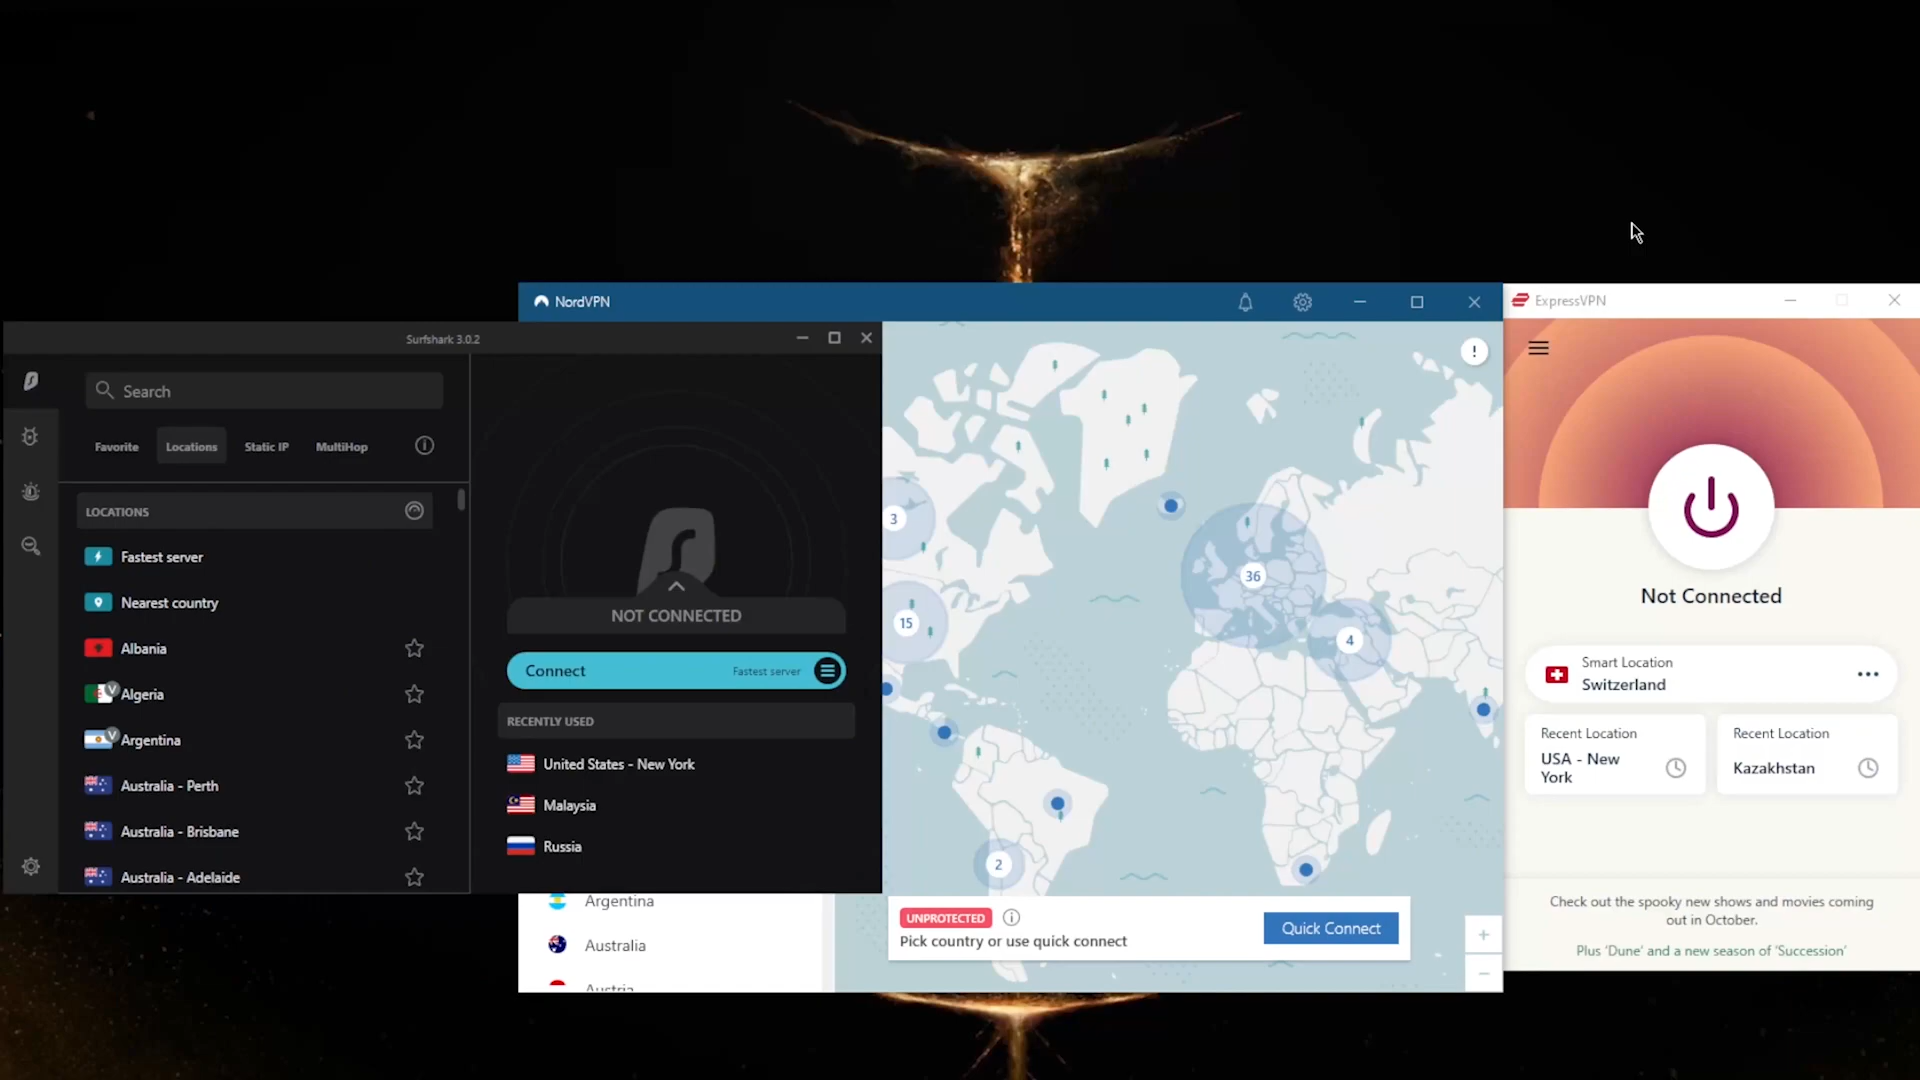 Surfshark 3.0.2
Search
Favorite
Locations
Static IP
MultiHop
LOCATIONS
Fastest server
Nearest country
Albania
V
Algeria
V
Argentina
Australia - Perth
Australia - Brisbane
Australia - Adelaide
NOT CONNECTED
Connect
Fastest server
RECENTLY USED
United States - New York
Malaysia
Russia
NordVPN
!
3
15
36
4
2
Argentina
Australia
Austria
UNPROTECTED
Pick country or use quick connect
Quick Connect
+
−
ExpressVPN
Not Connected
Smart Location
Switzerland
Recent Location
USA - New
York
Recent Location
Kazakhstan
Check out the spooky new shows and movies coming
out in October.
Plus ‘Dune’ and a new season of ‘Succession’